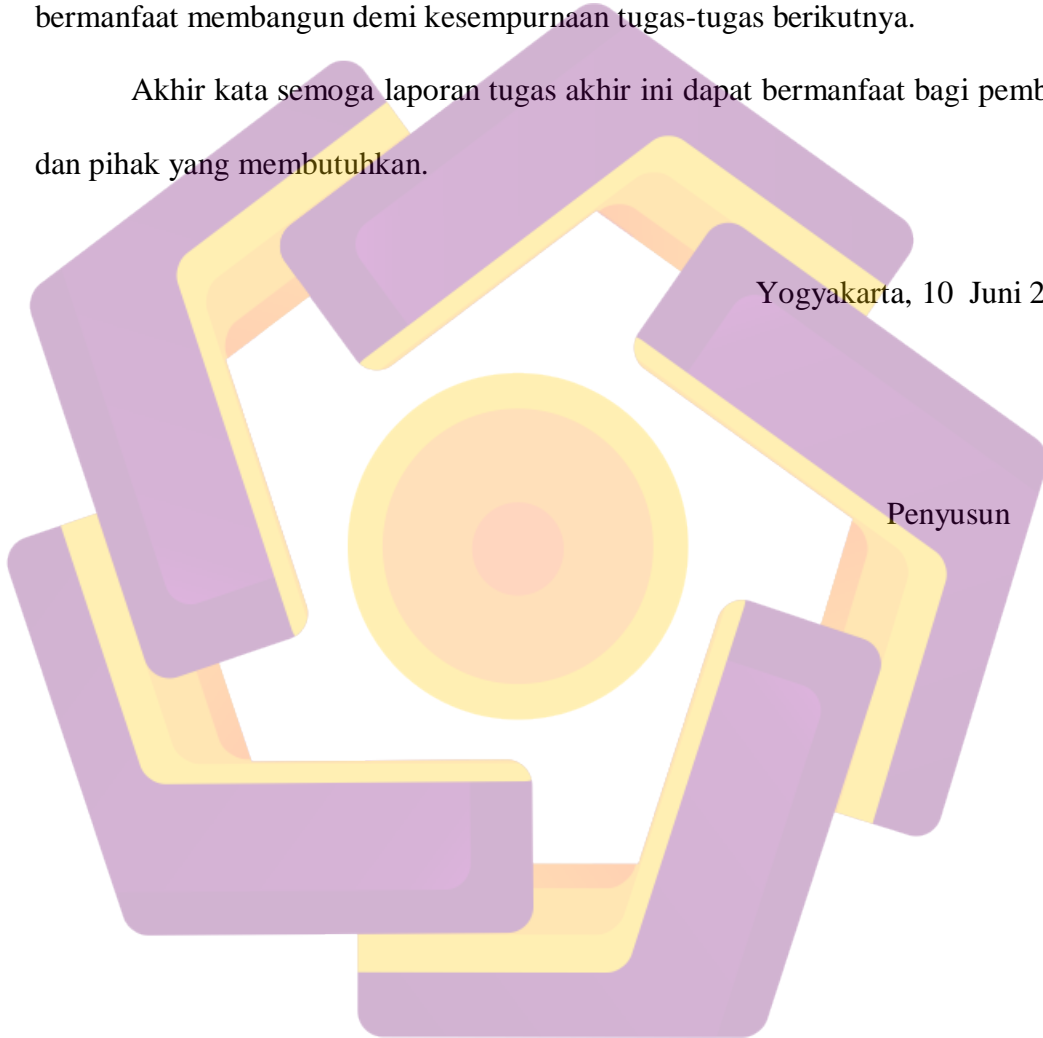 bermanfaat membangun demi kesempurnaan tugas-tugas berikutnya.
Akhir kata semoga laporan tugas akhir ini dapat bermanfaat bagi pemb
dan pihak yang membutuhkan.
Yogyakarta, 10 Juni 2
Penyusun